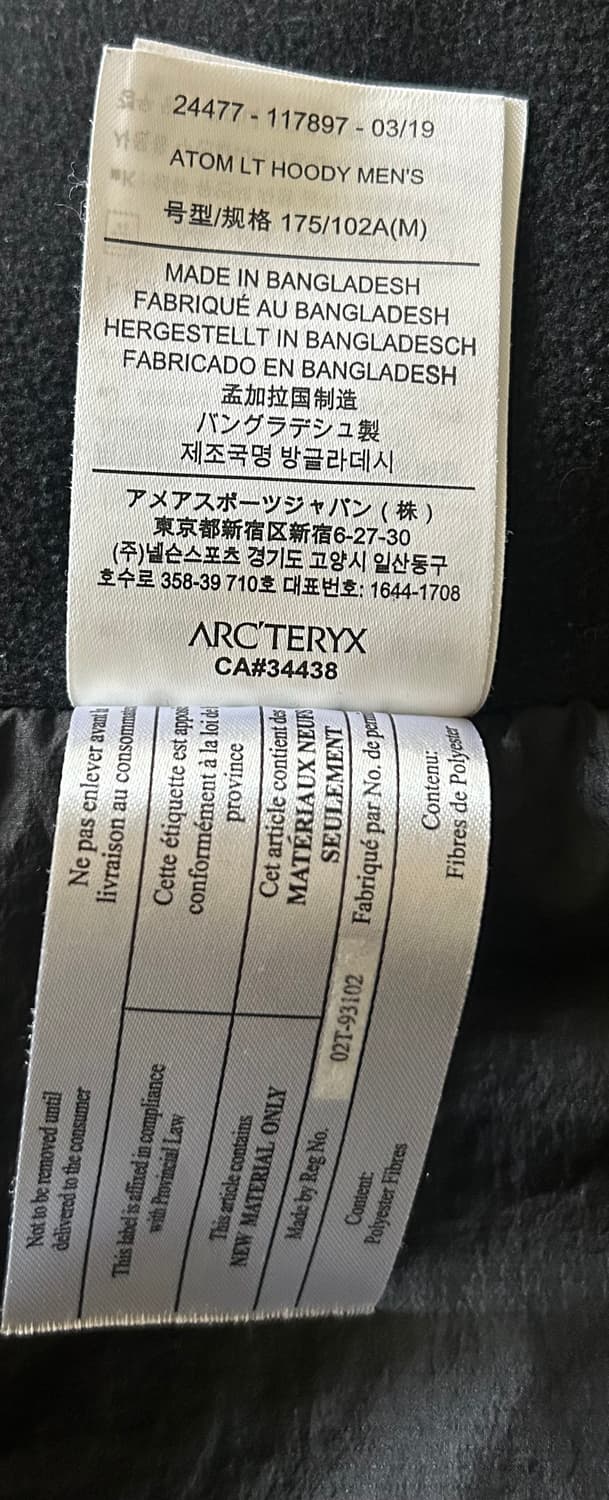 24477 - 117897 - 03/19
ATOM LT HOODY MEN'S
号型/规格 175/102A(M)
MADE IN BANGLADESH
FABRIQUÉ AU BANGLADESH
HERGESTELLT IN BANGLADESCH
FABRICADO EN BANGLADESH
孟加拉国制造
バングラデシュ製
제조국명 방글라데시
アメアスポーツジャパン ( 株 )
東京都新宿区新宿6-27-30
(주)넬슨스포츠 경기도 고양시 일산동구
호수로 358-39 710호 대표번호: 1644-1708
ARC'TERYX
CA#34438
Not to be removed until
delivered to the consumer
Ne pas enlever avant
livraison au
This label is affixed in compliance
with Provincial Law
Cette étiquette est
conformément à la loi de
province
This article contains
NEW MATERIAL ONLY
Cet article contient des
MATÉRIAUX NEUFS
SEULEMENT
Made by Reg No.
02T-93102
Fabriqué par No. de
Content:
Polyester Fibres
Contenu:
Fibres de Polyester